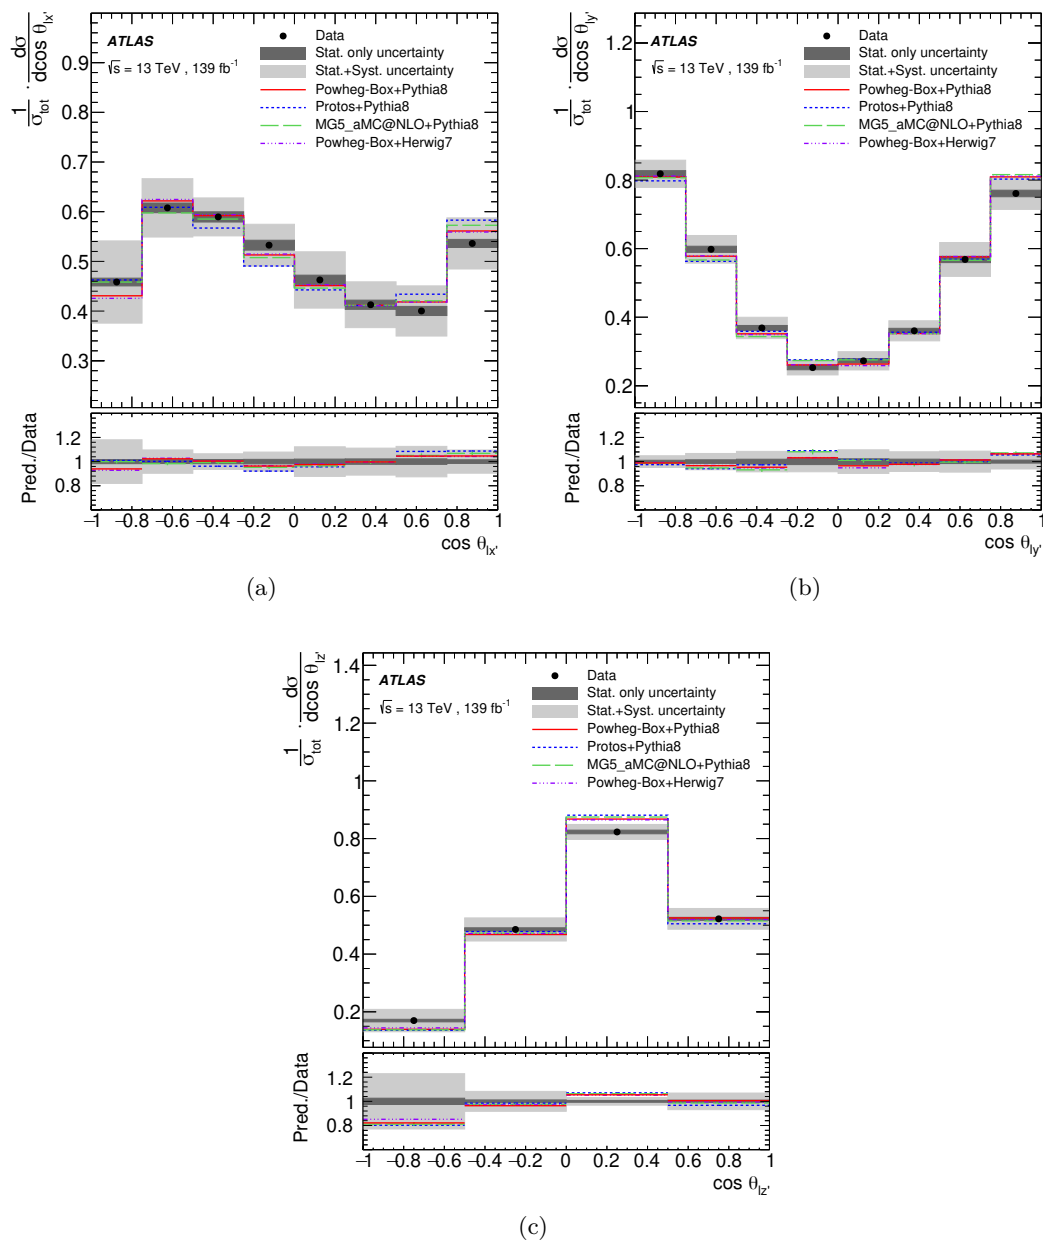 1/σtot · dσ/dcos θlx'
ATLAS
√s = 13 TeV , 139 fb-1
Data
Stat. only uncertainty
Stat.+Syst. uncertainty
Powheg-Box+Pythia8
Protos+Pythia8
MG5_aMC@NLO+Pythia8
Powheg-Box+Herwig7
0.9
0.8
0.7
0.6
0.5
0.4
0.3
Pred./Data
1.2
1
0.8
−1 −0.8 −0.6 −0.4 −0.2 0 0.2 0.4 0.6 0.8 1
cos θlx'
(a)
1/σtot · dσ/dcos θly'
ATLAS
√s = 13 TeV , 139 fb-1
Data
Stat. only uncertainty
Stat.+Syst. uncertainty
Powheg-Box+Pythia8
Protos+Pythia8
MG5_aMC@NLO+Pythia8
Powheg-Box+Herwig7
1.2
1
0.8
0.6
0.4
0.2
Pred./Data
1.2
1
0.8
−1 −0.8 −0.6 −0.4 −0.2 0 0.2 0.4 0.6 0.8 1
cos θly'
(b)
1/σtot · dσ/dcos θlz'
ATLAS
√s = 13 TeV , 139 fb-1
Data
Stat. only uncertainty
Stat.+Syst. uncertainty
Powheg-Box+Pythia8
Protos+Pythia8
MG5_aMC@NLO+Pythia8
Powheg-Box+Herwig7
1.4
1.2
1
0.8
0.6
0.4
0.2
Pred./Data
1.2
1
0.8
−1 −0.8 −0.6 −0.4 −0.2 0 0.2 0.4 0.6 0.8 1
cos θlz'
(c)